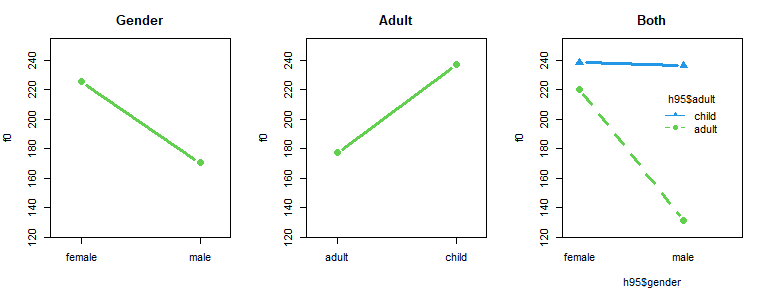 Gender
f0
240
220
200
180
160
140
120
female male
Adult
f0
240
220
200
180
160
140
120
adult child
Both
f0
240
220
200
180
160
140
120
h95$adult
child
adult
female male
h95$gender